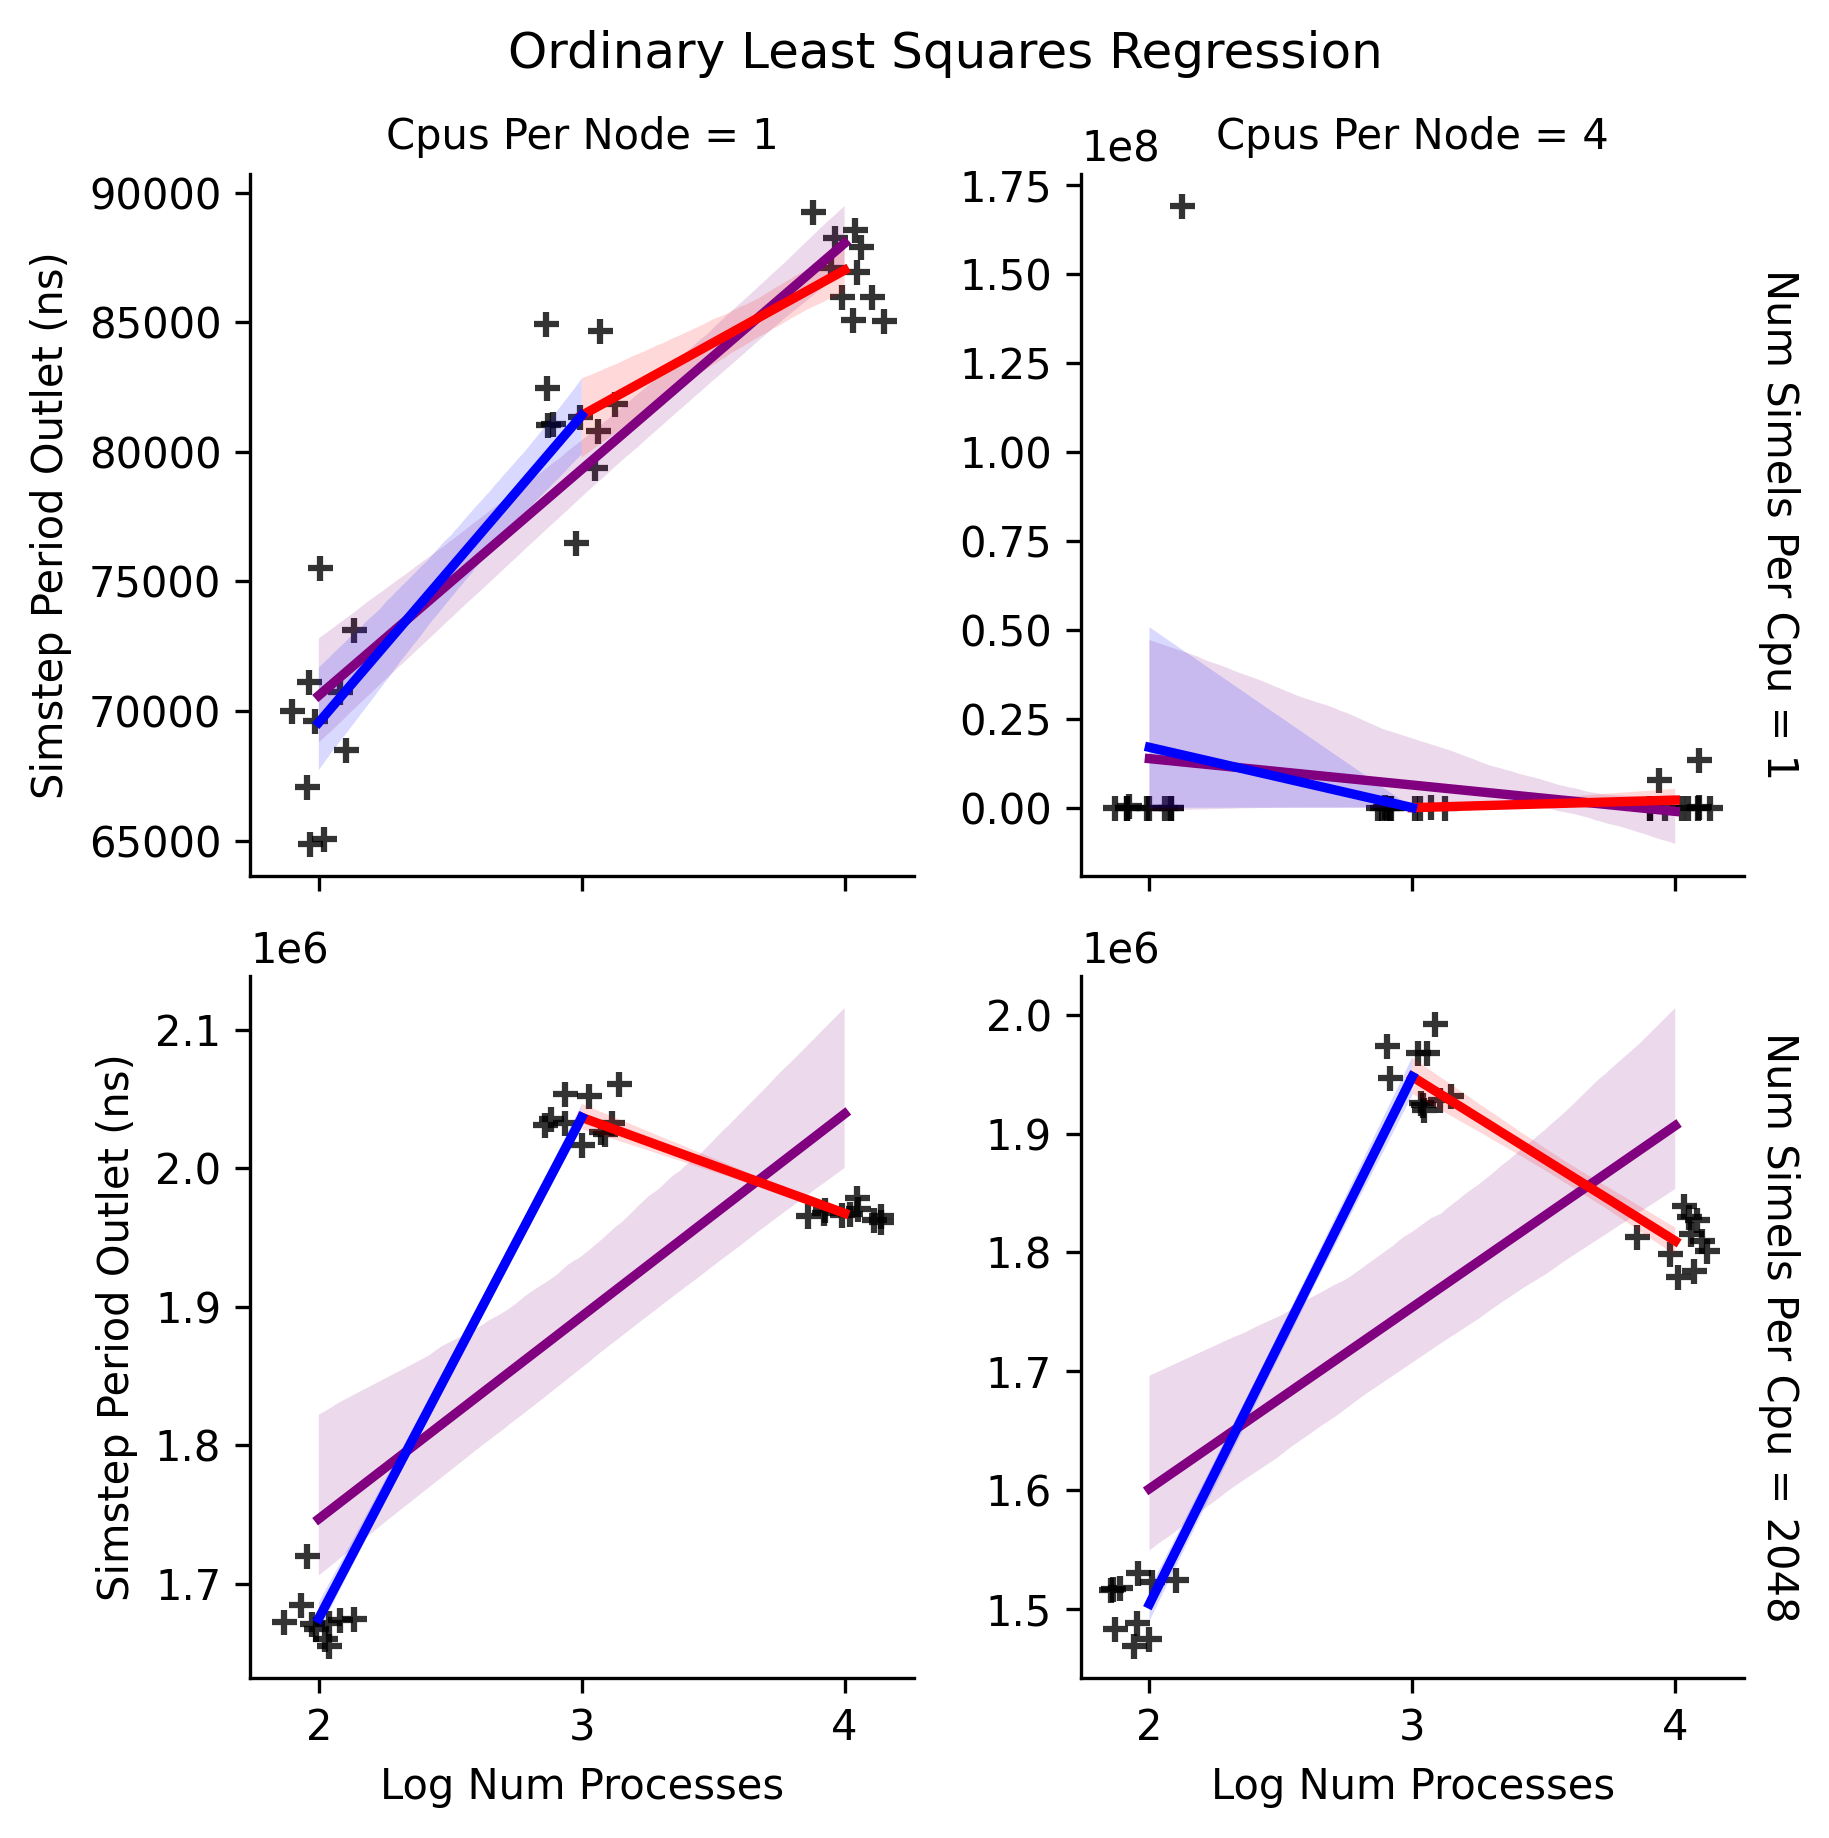 Ordinary Least Squares Regression
Cpus Per Node = 1
Cpus Per Node = 4
1e8
90000
85000
80000
75000
70000
65000
Simstep Period Outlet (ns)
1.75
1.50
1.25
1.00
0.75
0.50
0.25
0.00
Num Simels Per Cpu = 1
1e6
2.1
2.0
1.9
1.8
1.7
Simstep Period Outlet (ns)
2
3
4
Log Num Processes
1e6
2.0
1.9
1.8
1.7
1.6
1.5
Num Simels Per Cpu = 2048
2
3
4
Log Num Processes